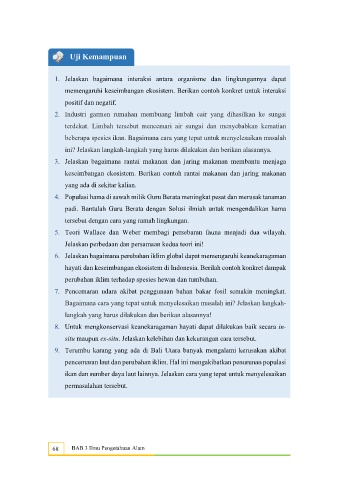 Uji Kemampuan
1. Jelaskan bagaimana interaksi antara organisme dan lingkungannya dapat
memengaruhi keseimbangan ekosistem. Berikan contoh konkret untuk interaksi
positif dan negatif.
2. Industri garmen rumahan membuang limbah cair yang dihasilkan ke sungai
terdekat. Limbah tersebut mencemari air sungai dan menyebabkan kematian
beberapa spesies ikan. Bagaimana cara yang tepat untuk menyelesaikan masalah
ini? Jelaskan langkah-langkah yang harus dilakukan dan berikan alasannya.
3. Jelaskan bagaimana rantai makanan dan jaring makanan membantu menjaga
keseimbangan ekosistem. Berikan contoh rantai makanan dan jaring makanan
yang ada di sekitar kalian.
4. Populasi hama di sawah milik Guru Berata meningkat pesat dan merusak tanaman
padi. Bantulah Guru Berata dengan Solusi ilmiah untuk mengendalikan hama
tersebut dengan cara yang ramah lingkungan.
5. Teori Wallace dan Weber membagi persebaran fauna menjadi dua wilayah.
Jelaskan perbedaan dan persamaan kedua teori ini!
6. Jelaskan bagaimana perubahan iklim global dapat memengaruhi keanekaragaman
hayati dan keseimbangan ekosistem di Indonesia. Berilah contoh konkret dampak
perubahan iklim terhadap spesies hewan dan tumbuhan.
7. Pencemaran udara akibat penggunaan bahan bakar fosil semakin meningkat.
Bagaimana cara yang tepat untuk menyelesaikan masalah ini? Jelaskan langkah-
langkah yang harus dilakukan dan berikan alasannya!
8. Untuk mengkonservasi keanekaragaman hayati dapat dilakukan baik secara in-
situ maupun ex-situ. Jelaskan kelebihan dan kekurangan cara tersebut.
9. Terumbu karang yang ada di Bali Utara banyak mengalami kerusakan akibat
pencemaran laut dan perubahan iklim. Hal ini mengakibatkan penurunan populasi
ikan dan sumber daya laut lainnya. Jelaskan cara yang tepat untuk menyelesaikan
permasalahan tersebut.
68 BAB 3 Ilmu Pengetahuan Alam